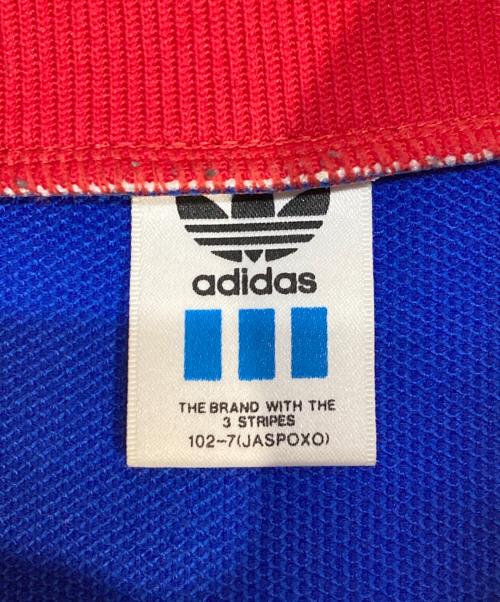 adidas
THE BRAND WITH THE
3 STRIPES
102-7(JASPOXO)